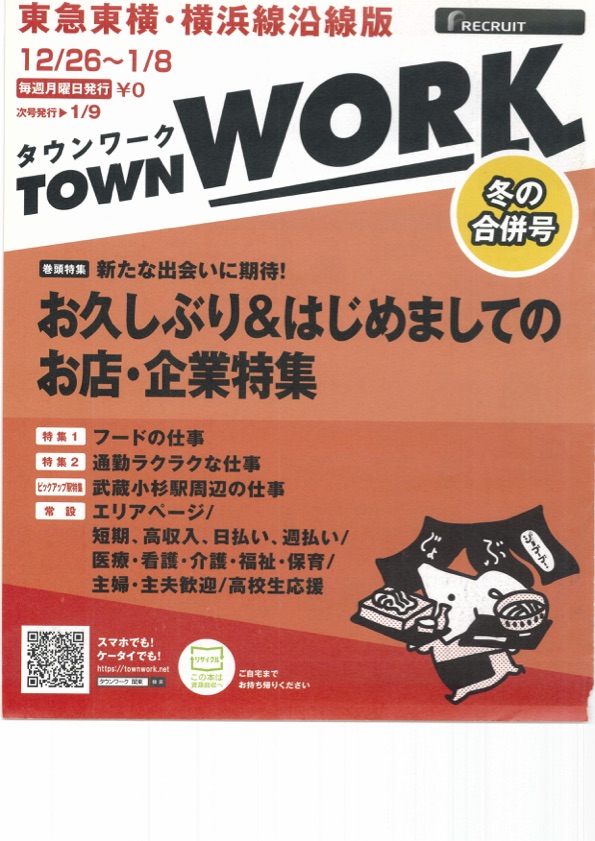 東急東横・横浜線沿線版
RECRUIT
12/26～1/8
毎週月曜日発行 ¥0
次号発行▶1/9
タウンワーク
TOWN WORK
冬の
合併号
巻頭特集 新たな出会いに期待!
お久しぶり&はじめましての
お店・企業特集
特集1 フードの仕事
特集2 通勤ラクラクな仕事
ピックアップ駅特集 武蔵小杉駅周辺の仕事
常設 エリアページ/
短期、高収入、日払い、週払い/
医療・看護・介護・福祉・保育/
主婦・主夫歓迎/高校生応援
スマホでも!
ケータイでも!
https://townwork.net
タウンワーク 関東 検索
リサイクル
この本は
資源回収へ
ご自宅まで
お持ち帰りください